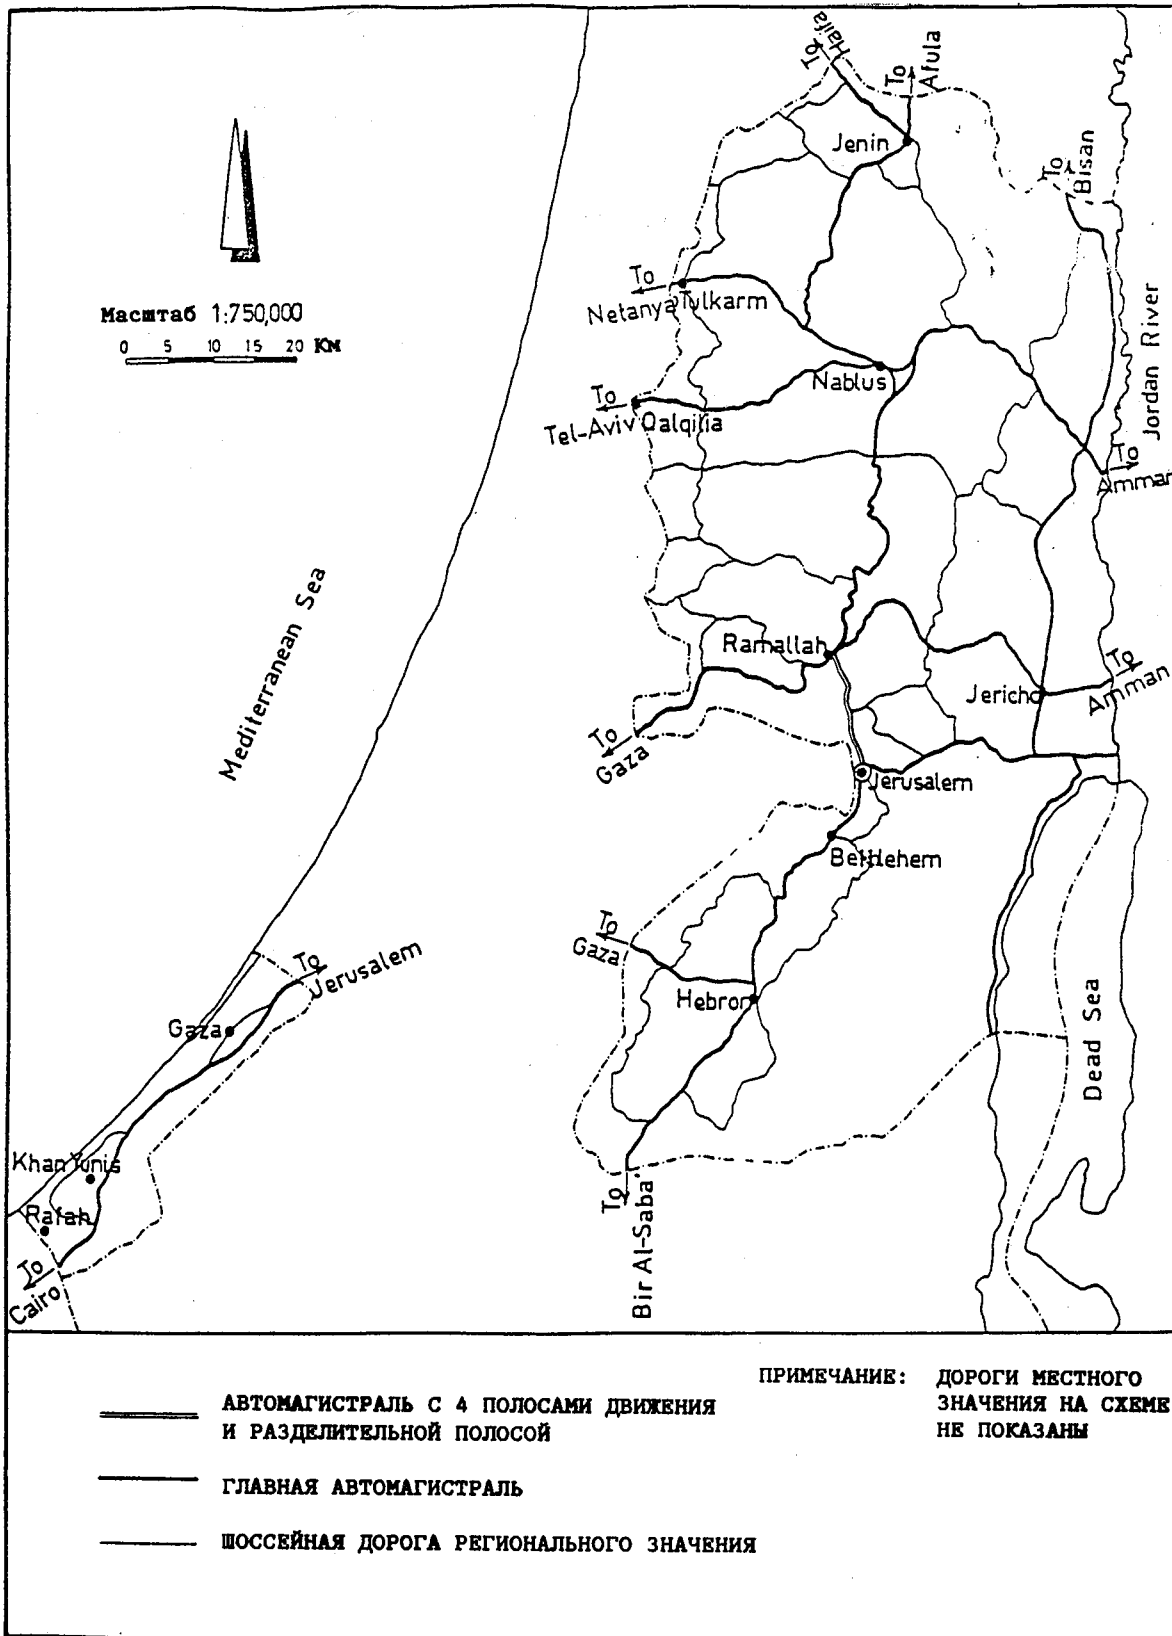 To
Haifa
To
Afula
Jenin
To
Bisan
To
Netanya
Tulkarm
Nablus
To
Tel-Aviv
Qalqilia
To
Amman
Jordan River
Масштаб 1:750,000
0 5 10 15 20 Км
Mediterranean Sea
Ramallah
Jericho
To
Amman
To
Gaza
Jerusalem
Bethlehem
To
Gaza
Hebron
Dead Sea
To
Jerusalem
Gaza
Khan Yunis
Rafah
To
Cairo
To
Bir Al-Saba'
ПРИМЕЧАНИЕ: ДОРОГИ МЕСТНОГО
ЗНАЧЕНИЯ НА СХЕМЕ
НЕ ПОКАЗАНЫ
АВТОМАГИСТРАЛЬ С 4 ПОЛОСАМИ ДВИЖЕНИЯ
И РАЗДЕЛИТЕЛЬНОЙ ПОЛОСОЙ
ГЛАВНАЯ АВТОМАГИСТРАЛЬ
ШОССЕЙНАЯ ДОРОГА РЕГИОНАЛЬНОГО ЗНАЧЕНИЯ